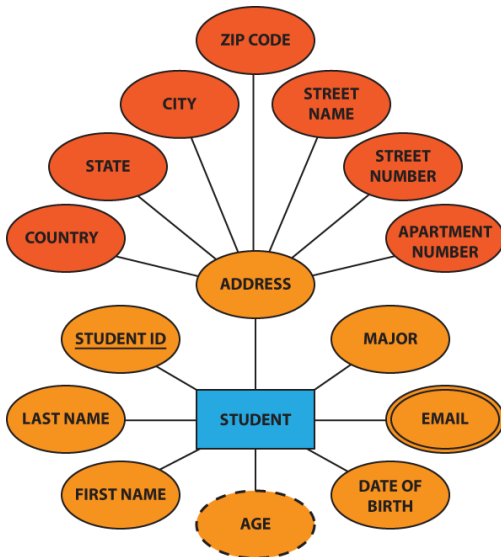 ZIP CODE
CITY
STREET
NAME
STATE
STREET
NUMBER
COUNTRY
APARTMENT
NUMBER
ADDRESS
STUDENT ID
MAJOR
LAST NAME
STUDENT
EMAIL
FIRST NAME
DATE OF
BIRTH
AGE